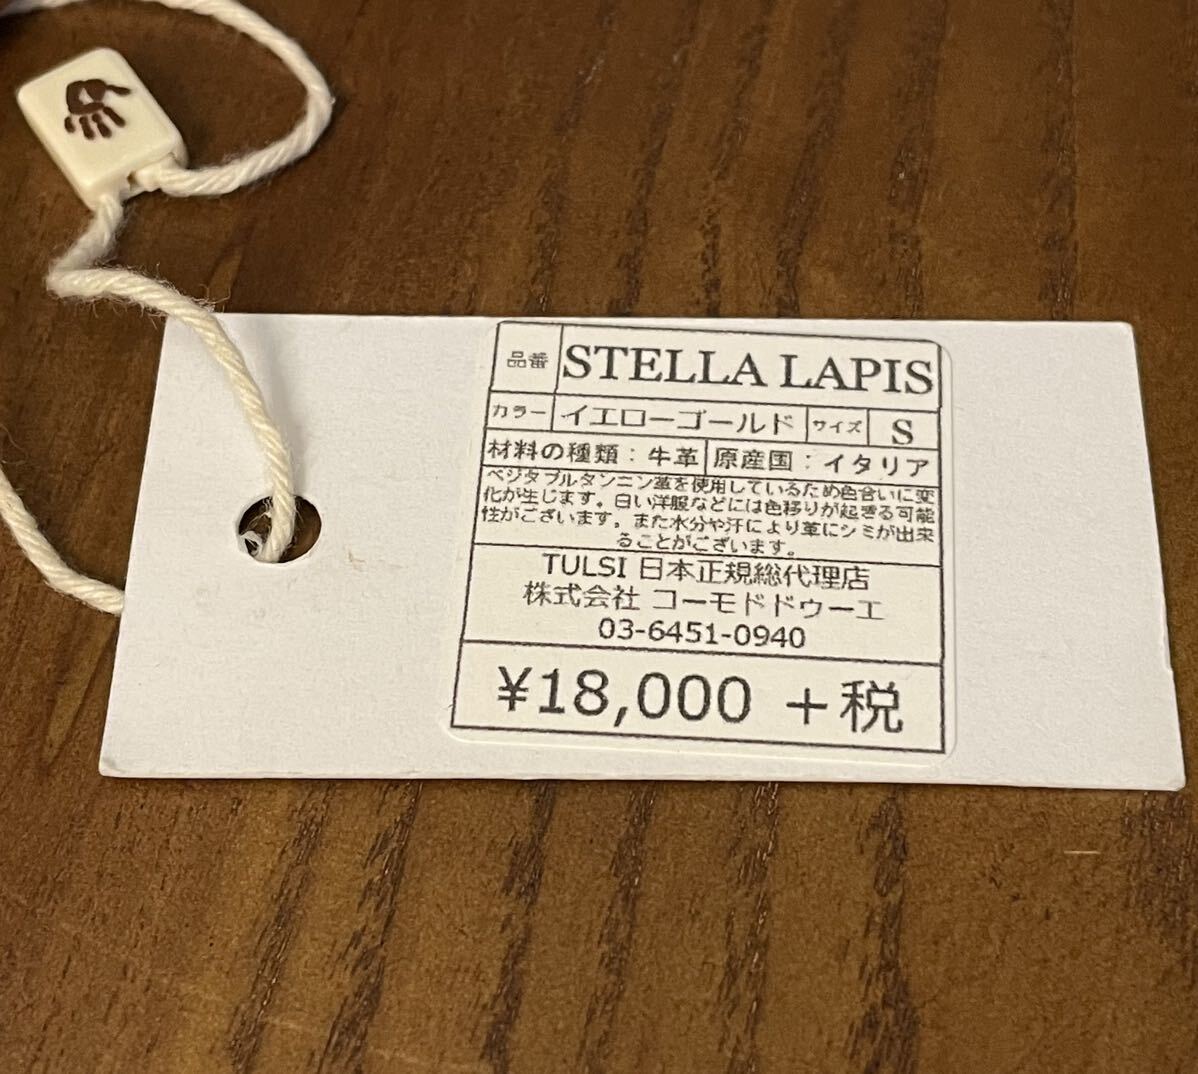 品番 STELLA LAPIS
カラー イエローゴールド サイズ S
材料の種類：牛革 原産国：イタリア
ベジタブルタンニン革を使用しているため色合いに変
化が生じます。白い洋服などには色移りが起きる可能
性がございます。また水分や汗により革にシミが出来
ることがございます。
TULSI 日本正規総代理店
株式会社 コーモドドゥーエ
03-6451-0940
¥18,000 +税